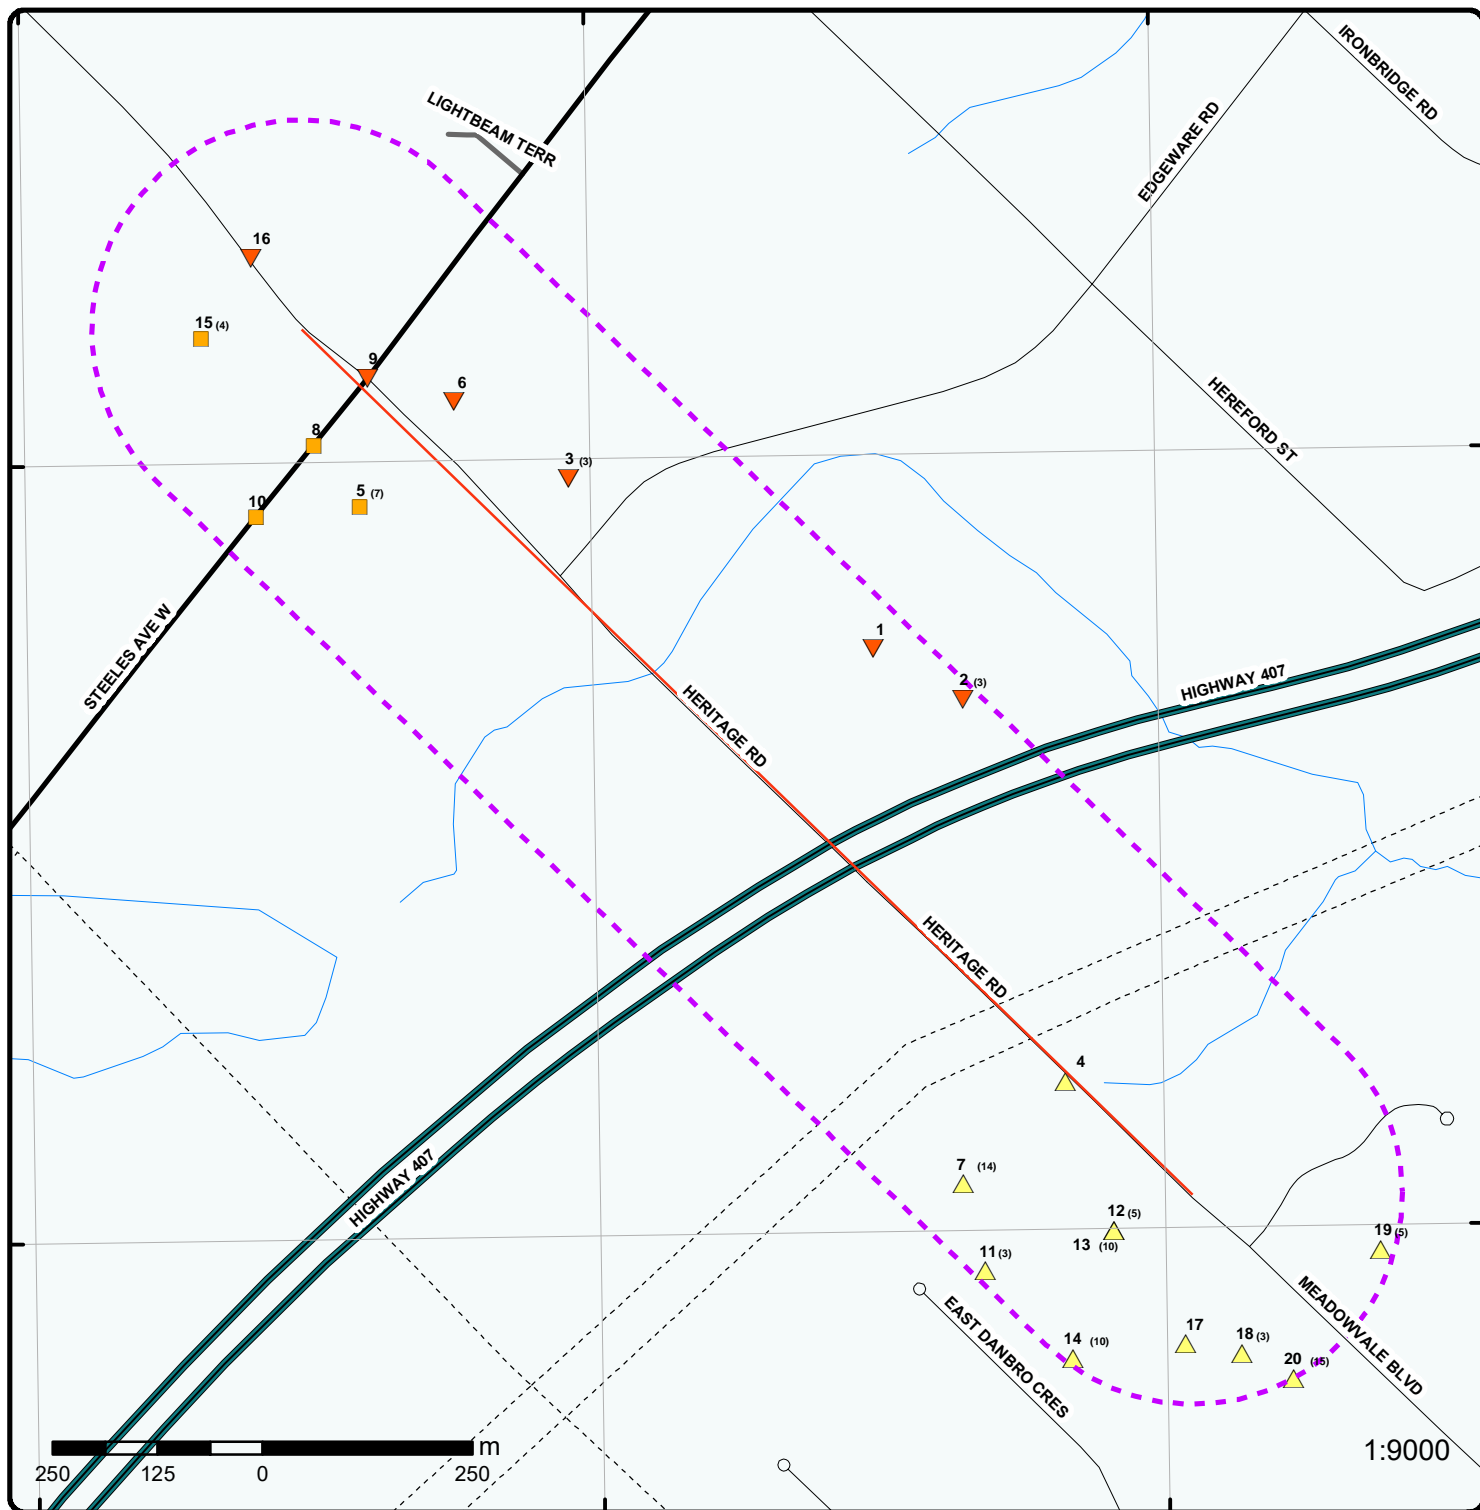 IRONBRIDGE RD
LIGHTBEAM TERR
EDGEWARE RD
16
15 (4)
9
6
HEREFORD ST
8
3 (3)
5 (7)
10
STEELES AVE W
1
2 (3)
HIGHWAY 407
HERITAGE RD
HERITAGE RD
4
7 (14)
HIGHWAY 407
12 (5)
13 (10)
19 (5)
11 (3)
EAST DANBRO CRES
MEADOWVALE BLVD
14 (10)
17
18 (3)
20 (15)
m
250 125 0 250
1:9000